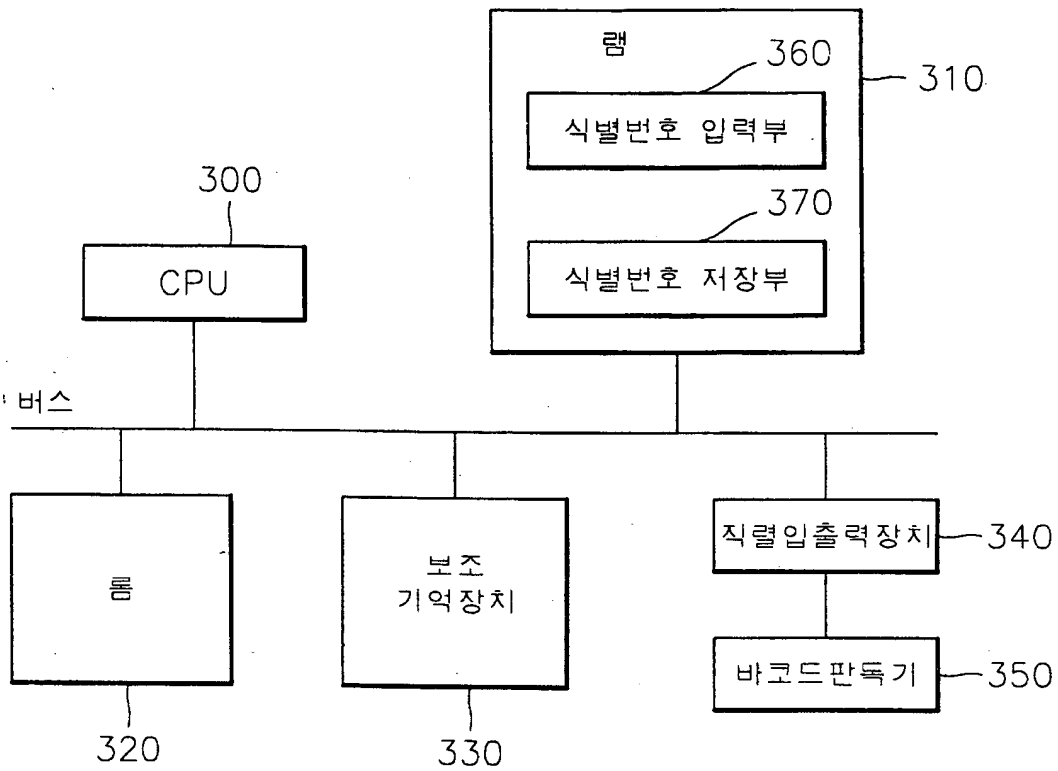 램
360
310
식별번호 입력부
300
370
CPU
식별번호 저장부
버스
롬
보조
기억장치
직렬입출력장치
340
바코드판독기
350
320
330